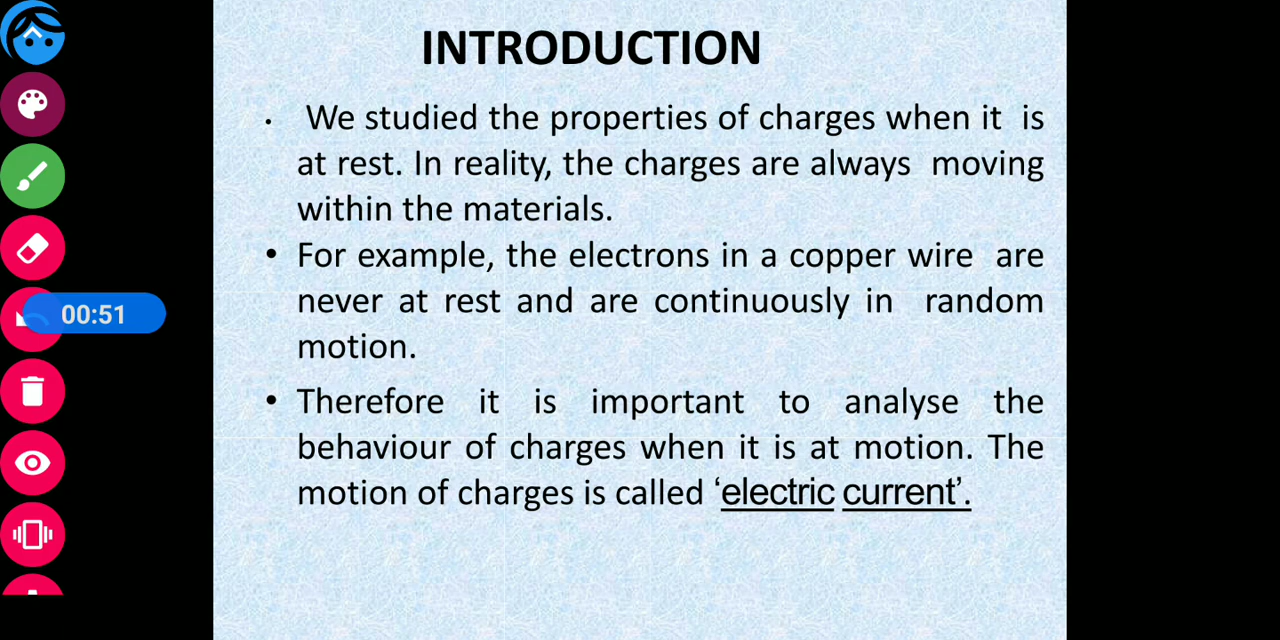 INTRODUCTION
• We studied the properties of charges when it is
at rest. In reality, the charges are always moving
within the materials.
• For example, the electrons in a copper wire are
never at rest and are continuously in random
motion.
• Therefore it is important to analyse the
behaviour of charges when it is at motion. The
motion of charges is called ‘electric current’.
00:51